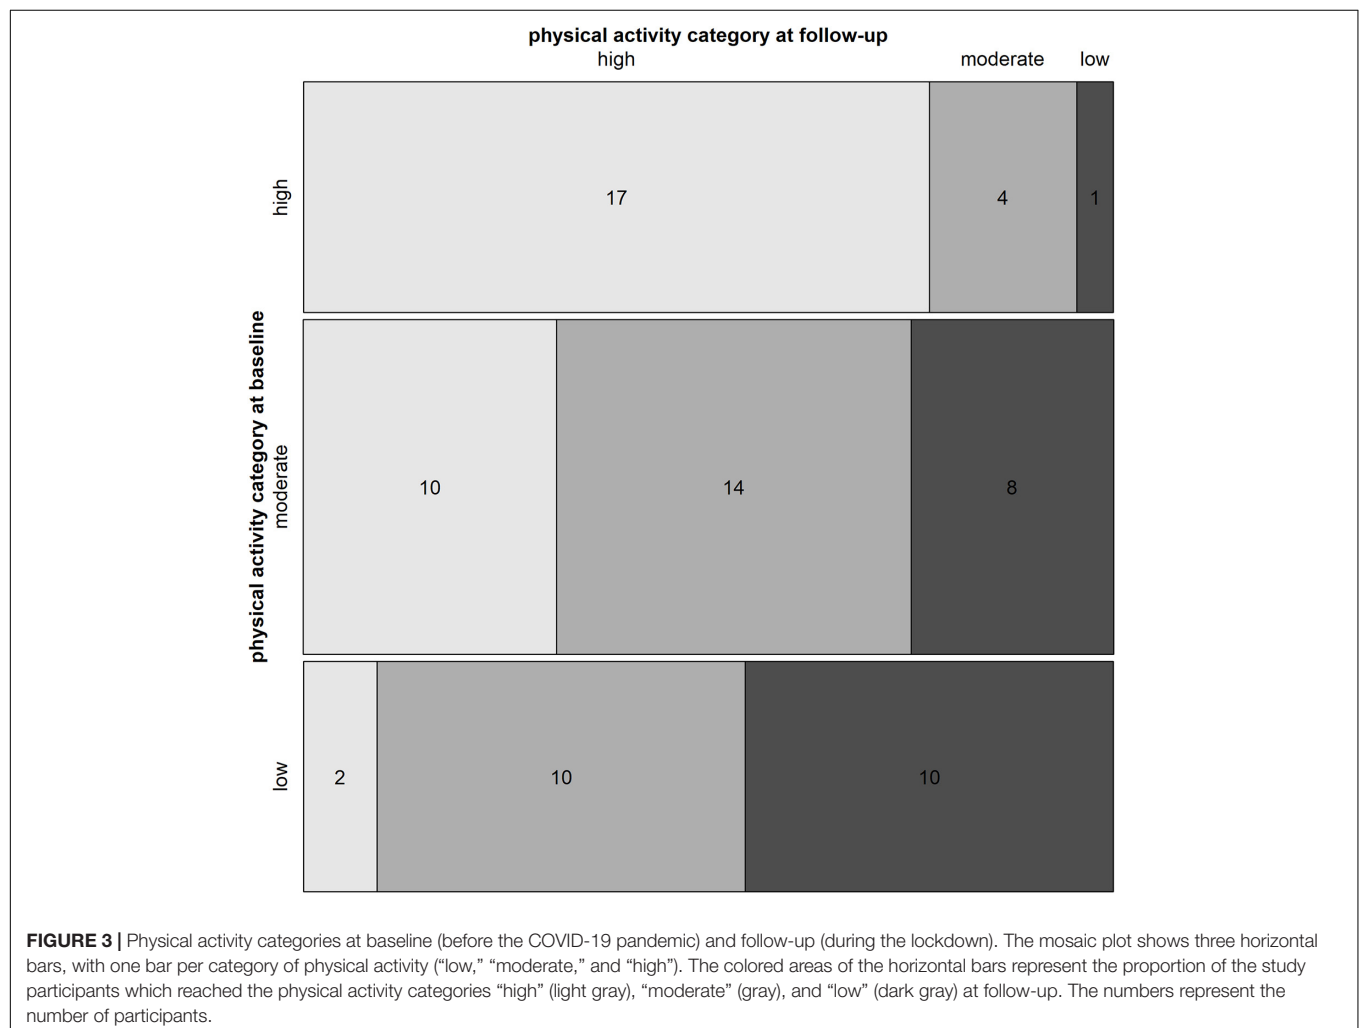 physical activity category at follow-up
high moderate low
high
17 4 1
physical activity category at baseline
moderate
10 14 8
low
2 10 10
FIGURE 3 | Physical activity categories at baseline (before the COVID-19 pandemic) and follow-up (during the lockdown). The mosaic plot shows three horizontal
bars, with one bar per category of physical activity (“low,” “moderate,” and “high”). The colored areas of the horizontal bars represent the proportion of the study
participants which reached the physical activity categories “high” (light gray), “moderate” (gray), and “low” (dark gray) at follow-up. The numbers represent the
number of participants.